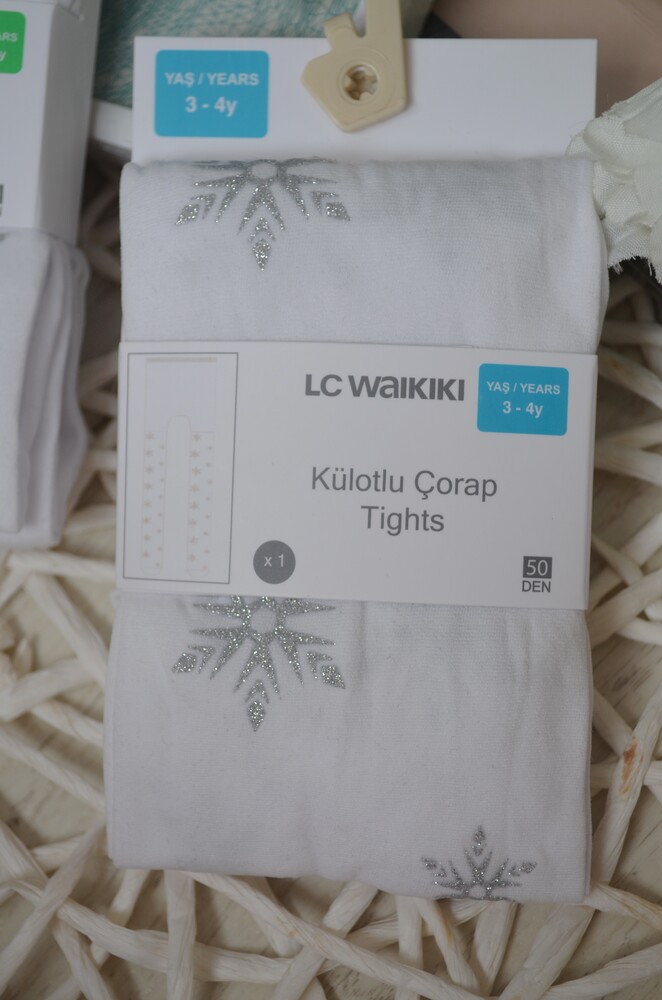 YAŞ / YEARS
3 - 4y
LC WAIKIKI
YAŞ / YEARS
3 - 4y
Külotlu Çorap
Tights
x 1
50
DEN